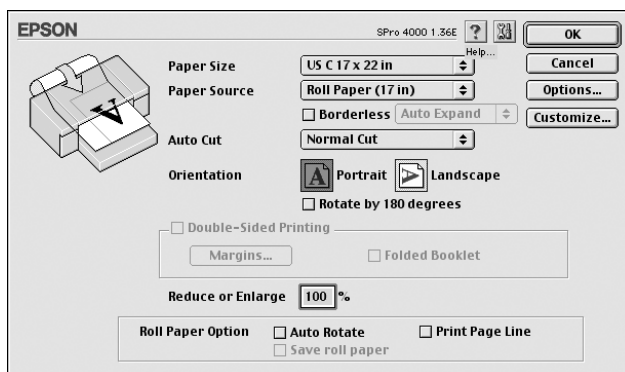 EPSON
SPro 4000 1.36E
?
Help...
OK
Paper Size
US C 17 x 22 in
Cancel
Paper Source
Roll Paper (17 in)
Options...
Borderless
Auto Expand
Customize...
Auto Cut
Normal Cut
Orientation
A
Portrait
A
Landscape
Rotate by 180 degrees
Double-Sided Printing
Margins...
Folded Booklet
Reduce or Enlarge
100 %
Roll Paper Option
Auto Rotate
Print Page Line
Save roll paper